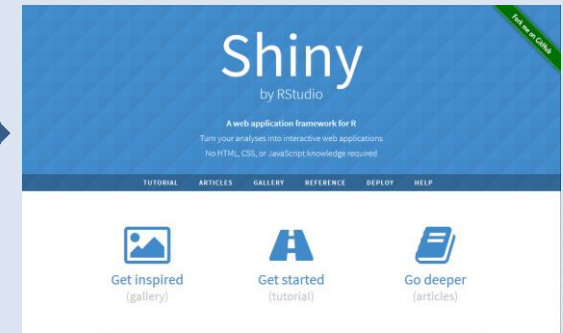 Fork me on GitHub
Shiny
by RStudio
A web application framework for R
Turn your analyses into interactive web applications
No HTML, CSS, or JavaScript knowledge required
TUTORIAL ARTICLES GALLERY REFERENCE DEPLOY HELP
Get inspired Get started Go deeper
(gallery) (tutorial) (articles)